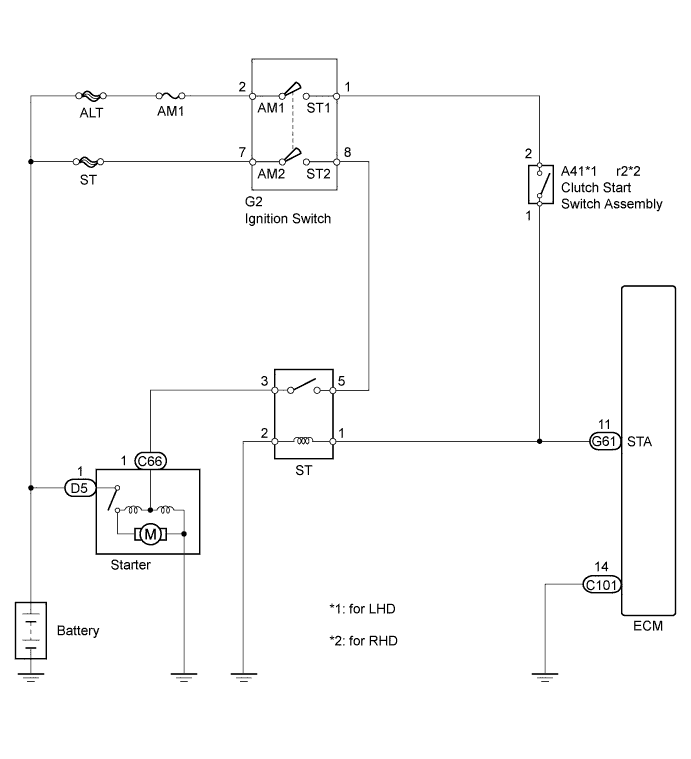 2
1
ALT
AM1
AM1
ST1
7
8
2
ST
AM2
ST2
A41*1 r2*2
G2
Clutch Start
Ignition Switch
Switch Assembly
1
3
5
11
2
1
G61
STA
1
C66
ST
1
D5
M
Starter
14
C101
*1: for LHD
ECM
Battery
*2: for RHD